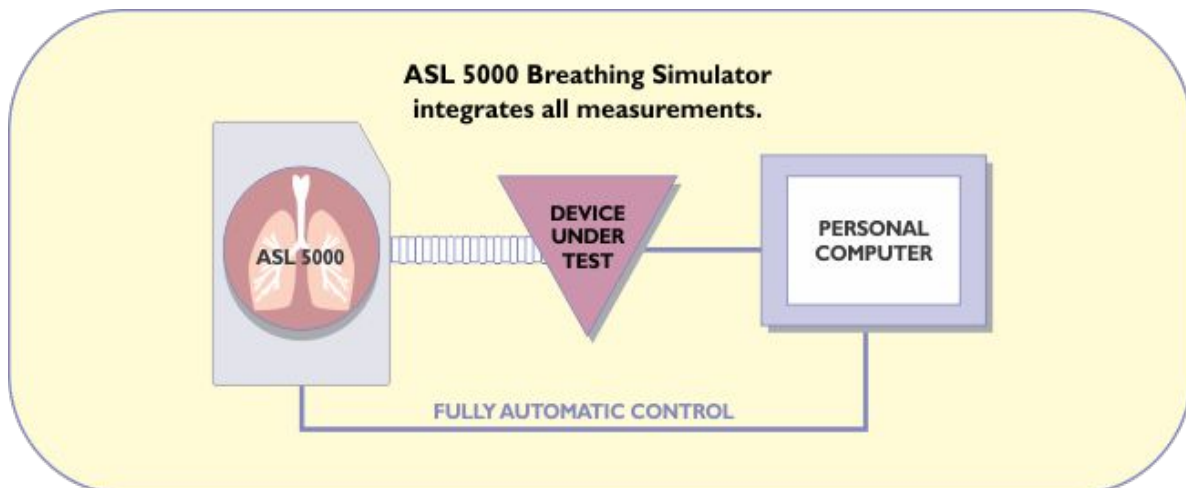 ASL 5000 Breathing Simulator
integrates all measurements.
ASL 5000
DEVICE
UNDER
TEST
PERSONAL
COMPUTER
FULLY AUTOMATIC CONTROL